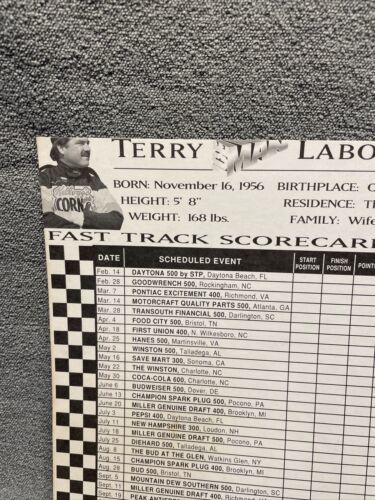 TERRY ICE MAN LABO
BORN: November 16, 1956 BIRTHPLACE: C
HEIGHT: 5' 8" RESIDENCE: T
WEIGHT: 168 lbs. FAMILY: Wife
Kellogg's
CORN
FAST TRACK SCORECAR
DATE SCHEDULED EVENT START POSITION FINISH POSITION POINT
Feb. 14 DAYTONA 500 by STP, Daytona Beach, FL
Feb. 28 GOODWRENCH 500, Rockingham, NC
Mar. 7 PONTIAC EXCITEMENT 400, Richmond, VA
Mar. 14 MOTORCRAFT QUALITY PARTS 500, Atlanta, GA
Mar. 28 TRANSOUTH FINANCIAL 500, Darlington, SC
Apr. 4 FOOD CITY 500, Bristol, TN
Apr. 18 FIRST UNION 400, N. Wilkesboro, NC
Apr. 25 HANES 500, Martinsville, VA
May 2 WINSTON 500, Talladega, AL
May 16 SAVE MART 300, Sonoma, CA
May 22 THE WINSTON, Charlotte, NC
May 30 COCA-COLA 600, Charlotte, NC
June 6 BUDWEISER 500, Dover, DE
June 13 CHAMPION SPARK PLUG 500, Pocono, PA
June 20 MILLER GENUINE DRAFT 400, Brooklyn, MI
July 3 PEPSI 400, Daytona Beach, FL
July 11 NEW HAMPSHIRE 300, Loudon, NH
July 18 MILLER GENUINE DRAFT 500, Pocono, PA
July 25 DIEHARD 500, Talladega, AL
Aug. 8 THE BUD AT THE GLEN, Watkins Glen, NY
Aug. 15 CHAMPION SPARK PLUG 400, Brooklyn, MI
Aug. 28 BUD 500, Bristol, TN
Sept. 5 MOUNTAIN DEW SOUTHERN 500, Darlington, SC
Sept. 11 MILLER GENUINE DRAFT 400, Richmond, VA
Sept. 19 PEAK ANTIFREEZE